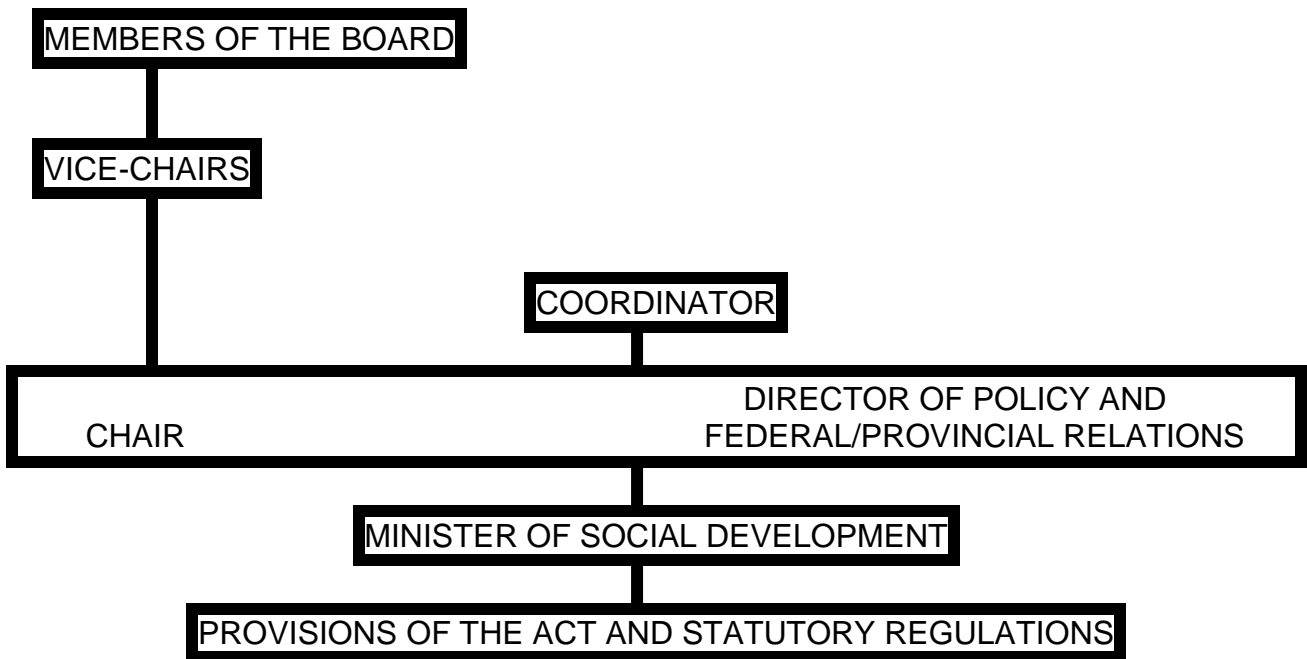 MEMBERS OF THE BOARD
VICE-CHAIRS
COORDINATOR
DIRECTOR OF POLICY AND
CHAIR FEDERAL/PROVINCIAL RELATIONS
MINISTER OF SOCIAL DEVELOPMENT
PROVISIONS OF THE ACT AND STATUTORY REGULATIONS